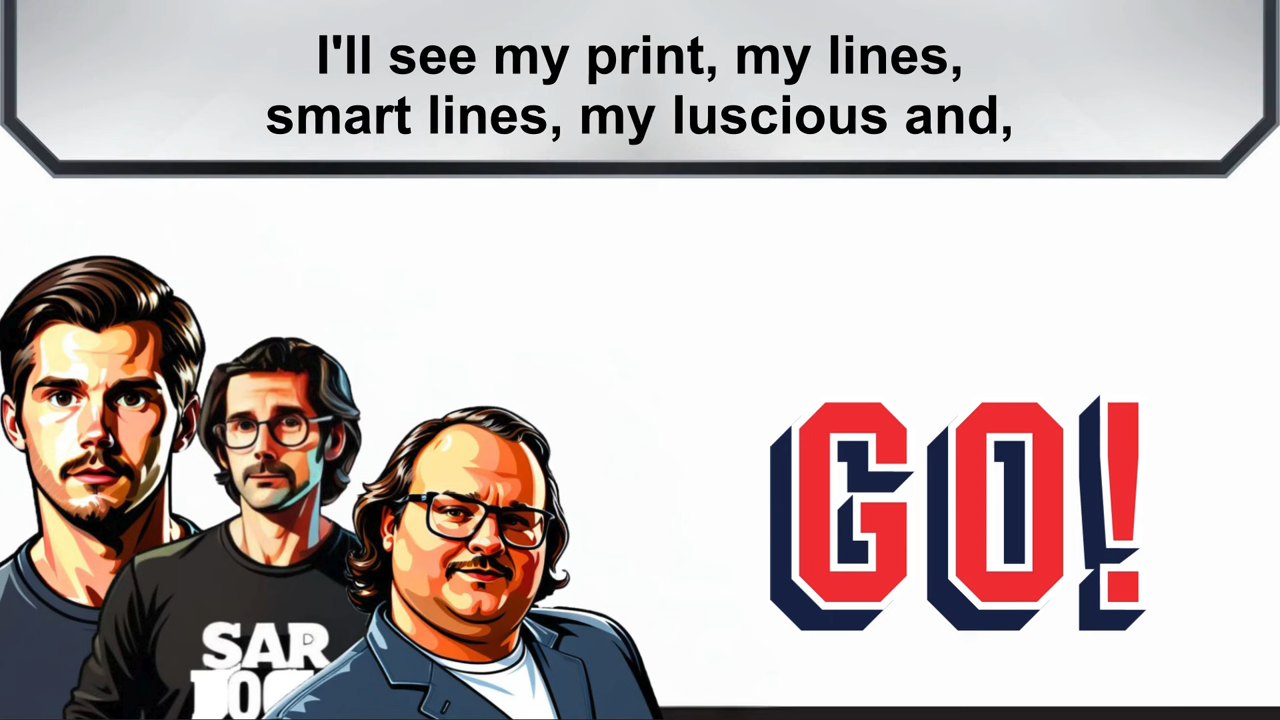 I'll see my print, my lines,
smart lines, my luscious and,
GO!
SAR